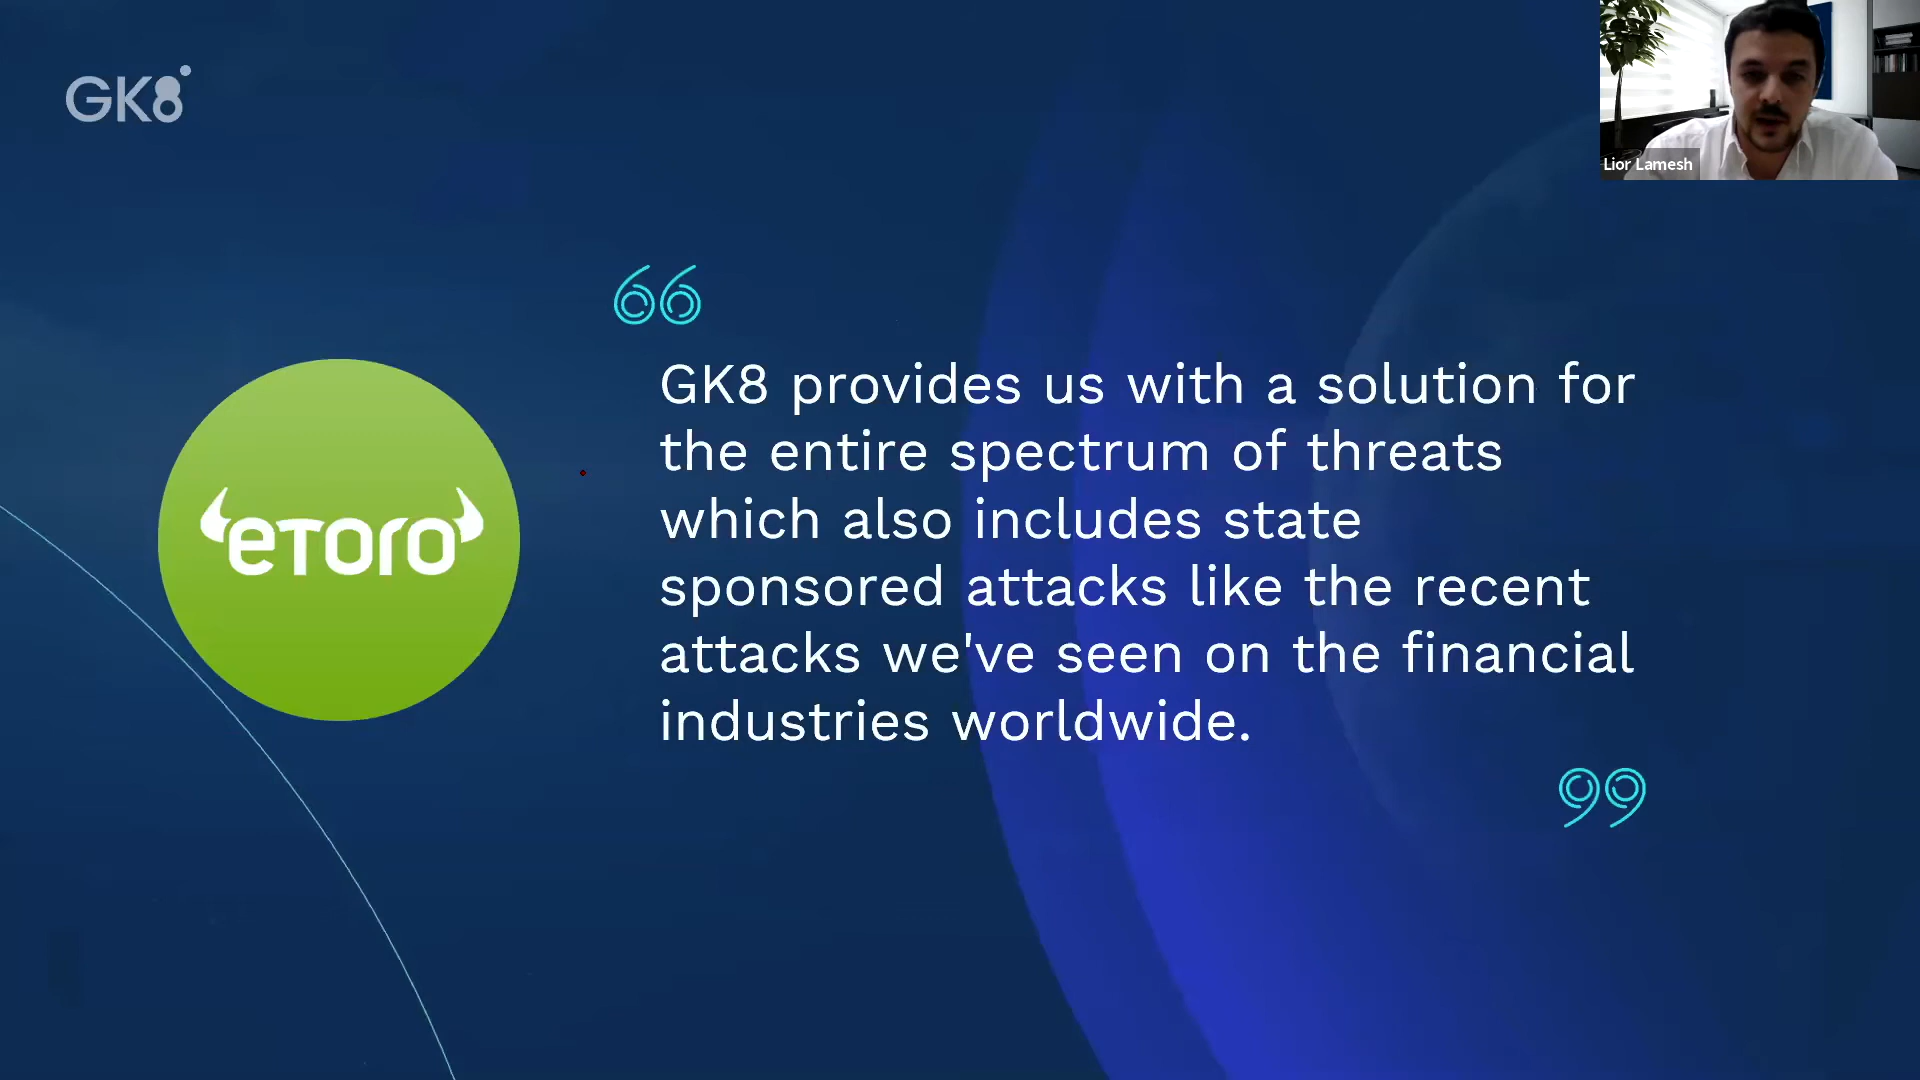 GK8
Lior Lamesh
eTORO
GK8 provides us with a solution for
the entire spectrum of threats
which also includes state
sponsored attacks like the recent
attacks we've seen on the financial
industries worldwide.